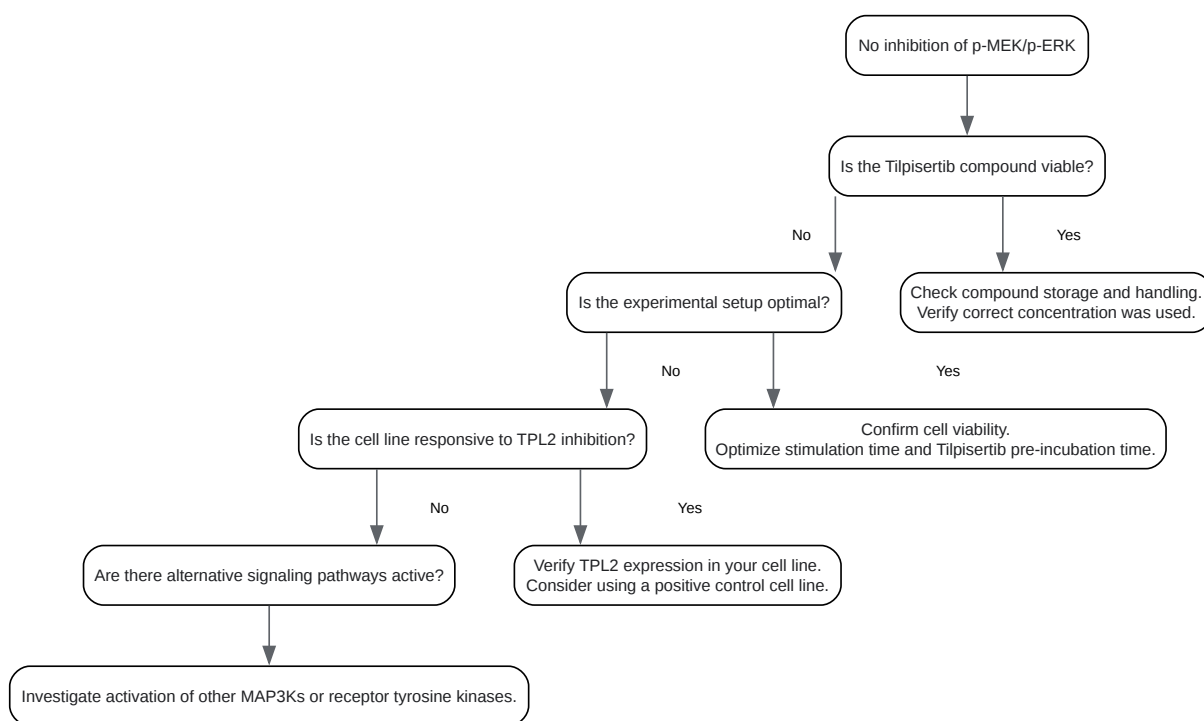 No inhibition of p-MEK/p-ERK
Is the Tilpisertib compound viable?
No
Yes
Is the experimental setup optimal?
Check compound storage and handling.
Verify correct concentration was used.
No
Yes
Is the cell line responsive to TPL2 inhibition?
Confirm cell viability.
Optimize stimulation time and Tilpisertib pre-incubation time.
No
Yes
Are there alternative signaling pathways active?
Verify TPL2 expression in your cell line.
Consider using a positive control cell line.
Investigate activation of other MAP3Ks or receptor tyrosine kinases.